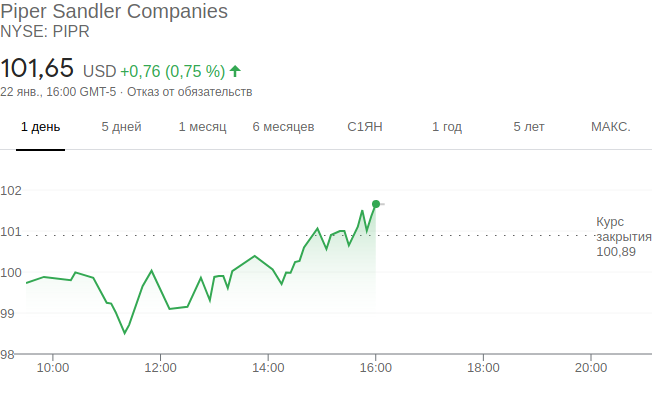 Piper Sandler Companies
NYSE: PIPR
101,65 USD +0,76 (0,75 %)
22 янв., 16:00 GMT-5 · Отказ от обязательств
1 день 5 дней 1 месяц 6 месяцев С1ЯН 1 год 5 лет МАКС.
102
101
100
99
98
Курс
закрытия
100,89
10:00 12:00 14:00 16:00 18:00 20:00